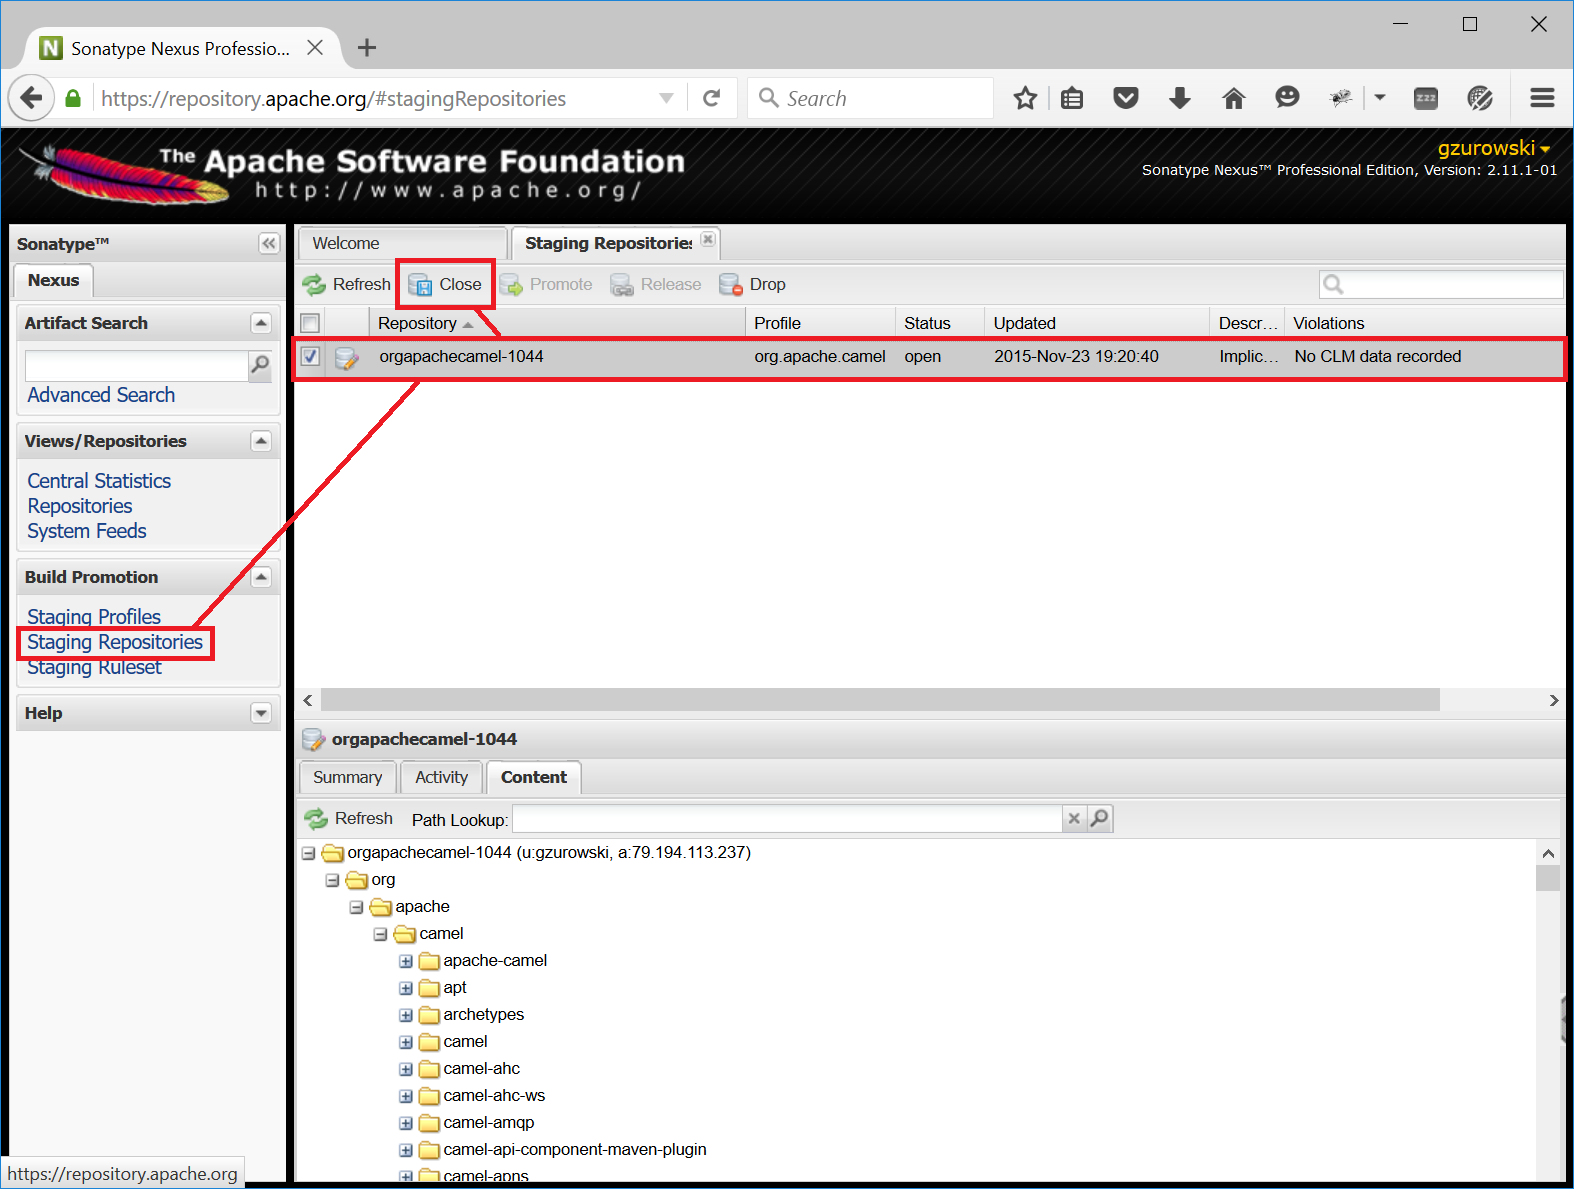 Sonatype Nexus Professio...
https://repository.apache.org/#stagingRepositories
Search
zzz
The Apache Software Foundation
http://www.apache.org/
gzurowski
Sonatype Nexus™ Professional Edition, Version: 2.11.1-01
Sonatype™
Nexus
Artifact Search
Advanced Search
Views/Repositories
Central Statistics
Repositories
System Feeds
Build Promotion
Staging Profiles
Staging Repositories
Staging Ruleset
Help
Welcome
Staging Repositories
Refresh Close Promote Release Drop
Repository Profile Status Updated Descr... Violations
orgapachecamel-1044 org.apache.camel open 2015-Nov-23 19:20:40 Implic... No CLM data recorded
orgapachecamel-1044
Summary Activity Content
Refresh Path Lookup:
orgapachecamel-1044 (u:gzurowski, a:79.194.113.237)
org
apache
camel
apache-camel
apt
archetypes
camel
camel-ahc
camel-ahc-ws
camel-amqp
camel-api-component-maven-plugin
camel-apns
https://repository.apache.org